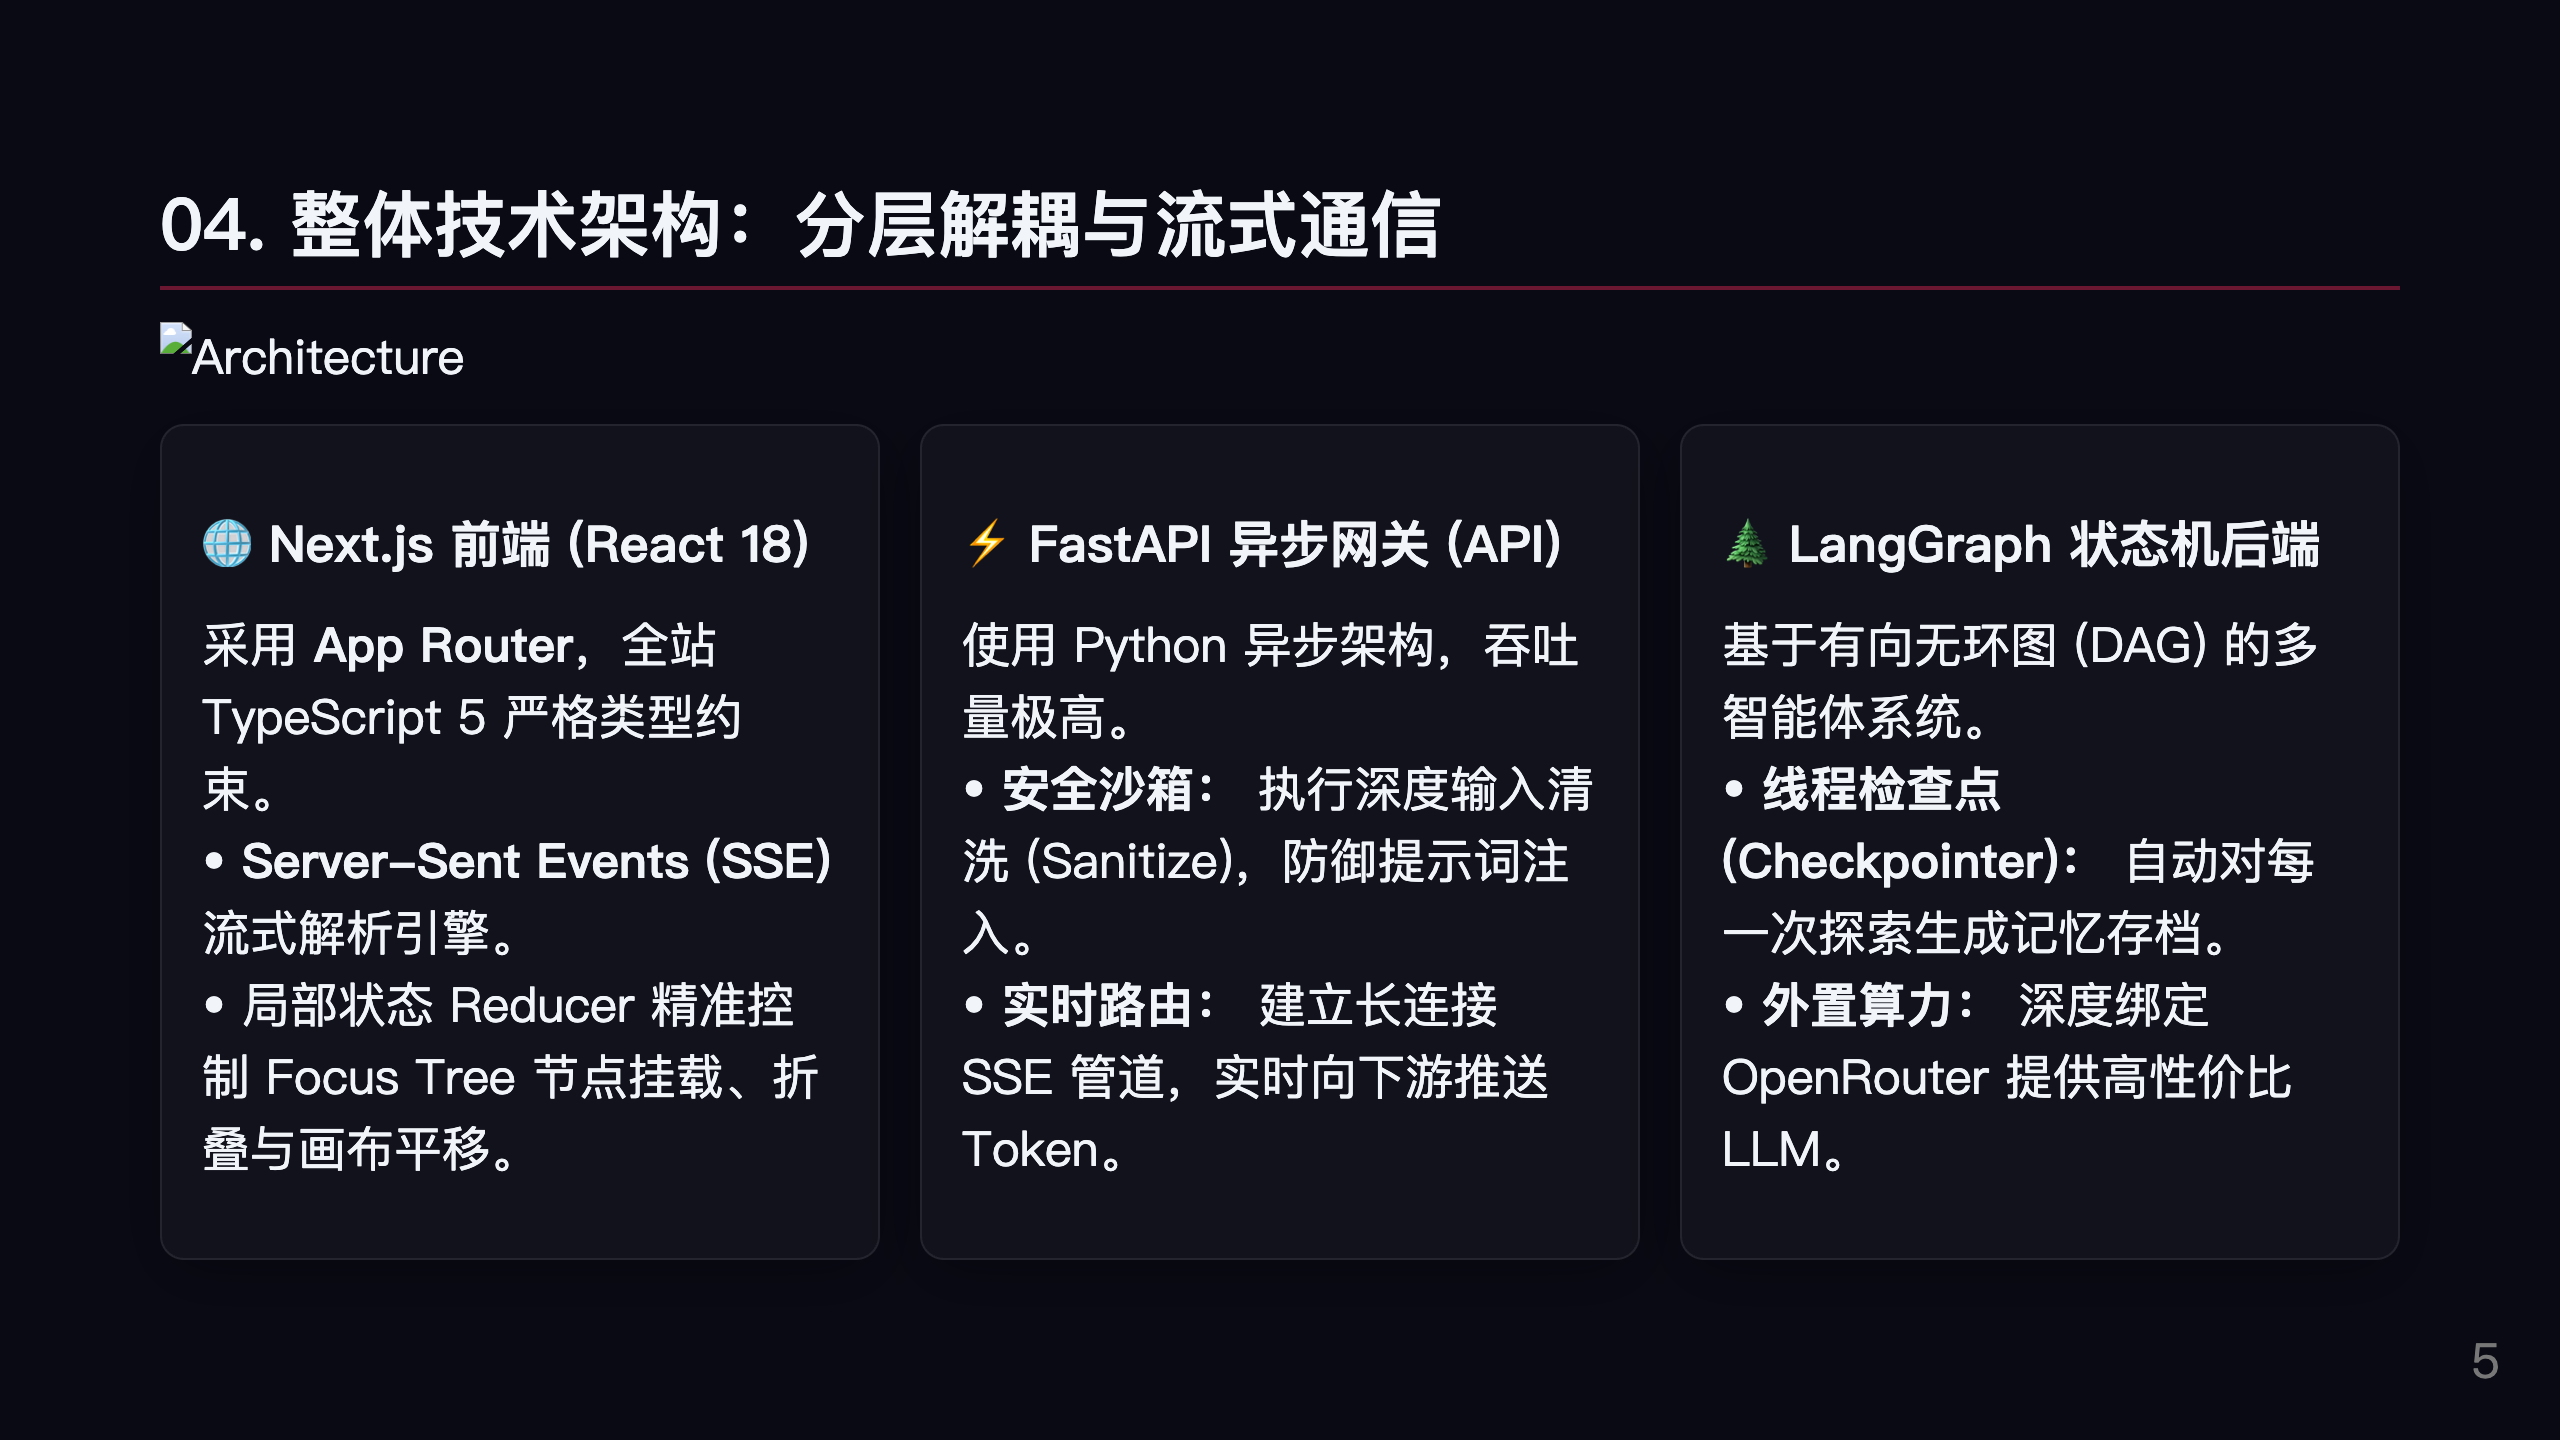 04. 整体技术架构：分层解耦与流式通信
Architecture
🌐 Next.js 前端 (React 18)
采用 App Router，全站
TypeScript 5 严格类型约
束。
• Server-Sent Events (SSE)
流式解析引擎。
• 局部状态 Reducer 精准控
制 Focus Tree 节点挂载、折
叠与画布平移。
⚡ FastAPI 异步网关 (API)
使用 Python 异步架构，吞吐
量极高。
• 安全沙箱： 执行深度输入清
洗 (Sanitize)，防御提示词注
入。
• 实时路由： 建立长连接
SSE 管道，实时向下游推送
Token。
🌲 LangGraph 状态机后端
基于有向无环图 (DAG) 的多
智能体系统。
• 线程检查点
(Checkpointer)： 自动对每
一次探索生成记忆存档。
• 外置算力： 深度绑定
OpenRouter 提供高性价比
LLM。
5